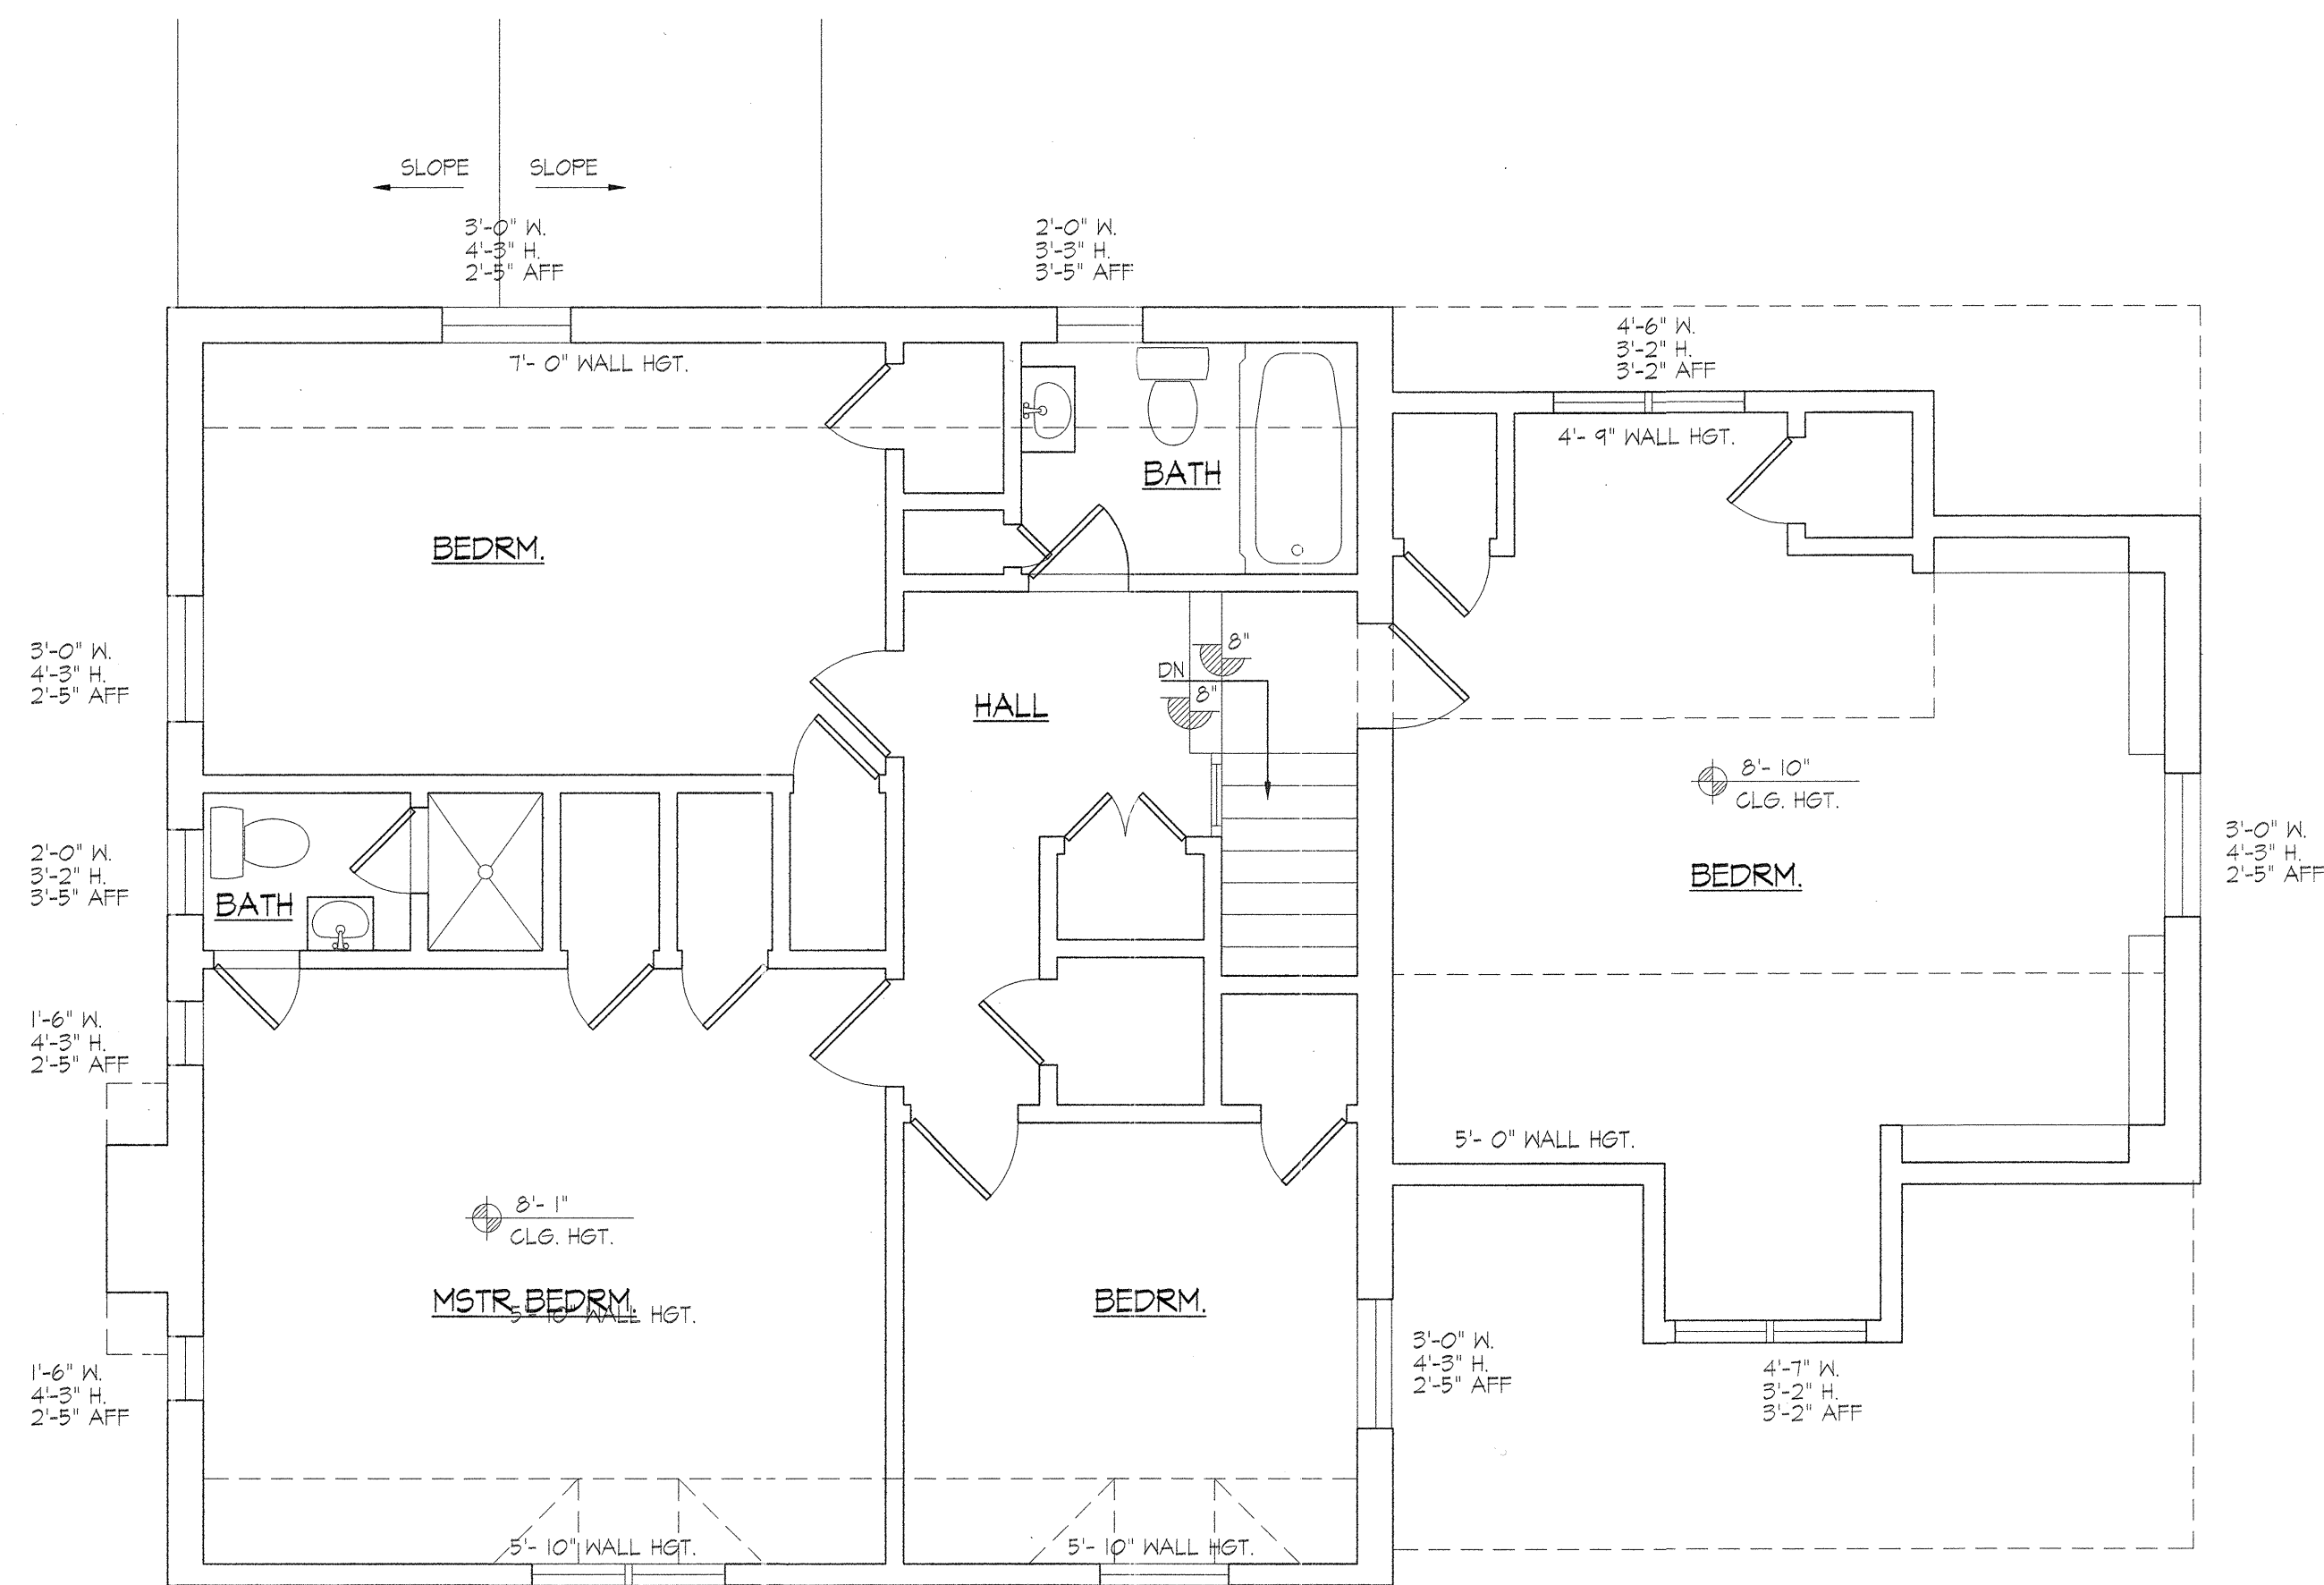 SLOPE SLOPE
3'-0" W.
4'-3" H.
2'-5" AFF
2'-0" W.
3'-3" H.
3'-5" AFF
4'-6" W.
3'-2" H.
3'-2" AFF
7'- 0" WALL HGT.
4'- 9" WALL HGT.
BATH
BEDRM.
3'-0" W.
4'-3" H.
2'-5" AFF
8"
DN
8"
HALL
8'- 10"
CLG. HGT.
BEDRM.
3'-0" W.
4'-3" H.
2'-5" AFF
2'-0" W.
3'-2" H.
3'-5" AFF
BATH
1'-6" W.
4'-3" H.
2'-5" AFF
5'- 0" WALL HGT.
8'- 1"
CLG. HGT.
MSTR BEDRM.
5'- 10" WALL HGT.
BEDRM.
3'-0" W.
4'-3" H.
2'-5" AFF
4'-7" W.
3'-2" H.
3'-2" AFF
1'-6" W.
4'-3" H.
2'-5" AFF
5'- 10" WALL HGT.
5'- 10" WALL HGT.